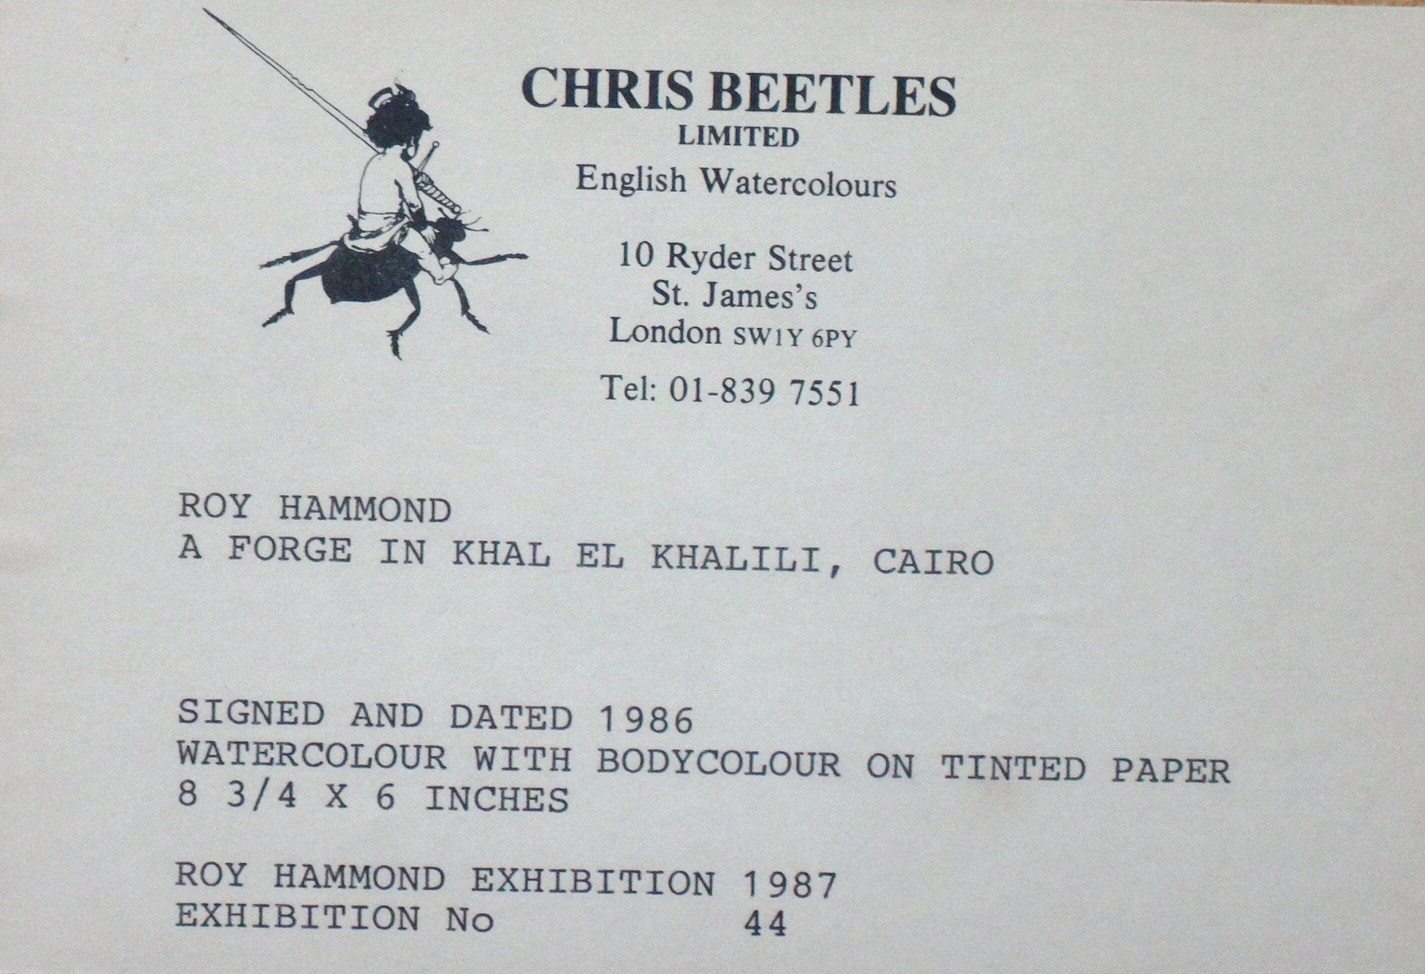 CHRIS BEETLES
LIMITED
English Watercolours
10 Ryder Street
St. James's
London SW1Y 6PY
Tel: 01-839 7551
ROY HAMMOND
A FORGE IN KHAL EL KHALILI, CAIRO
SIGNED AND DATED 1986
WATERCOLOUR WITH BODYCOLOUR ON TINTED PAPER
8 3/4 X 6 INCHES
ROY HAMMOND EXHIBITION 1987
EXHIBITION No 44